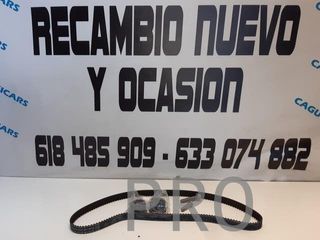 RECAMBIO NUEVO
Y OCASION
618 485 909 - 633 074 882
PRO